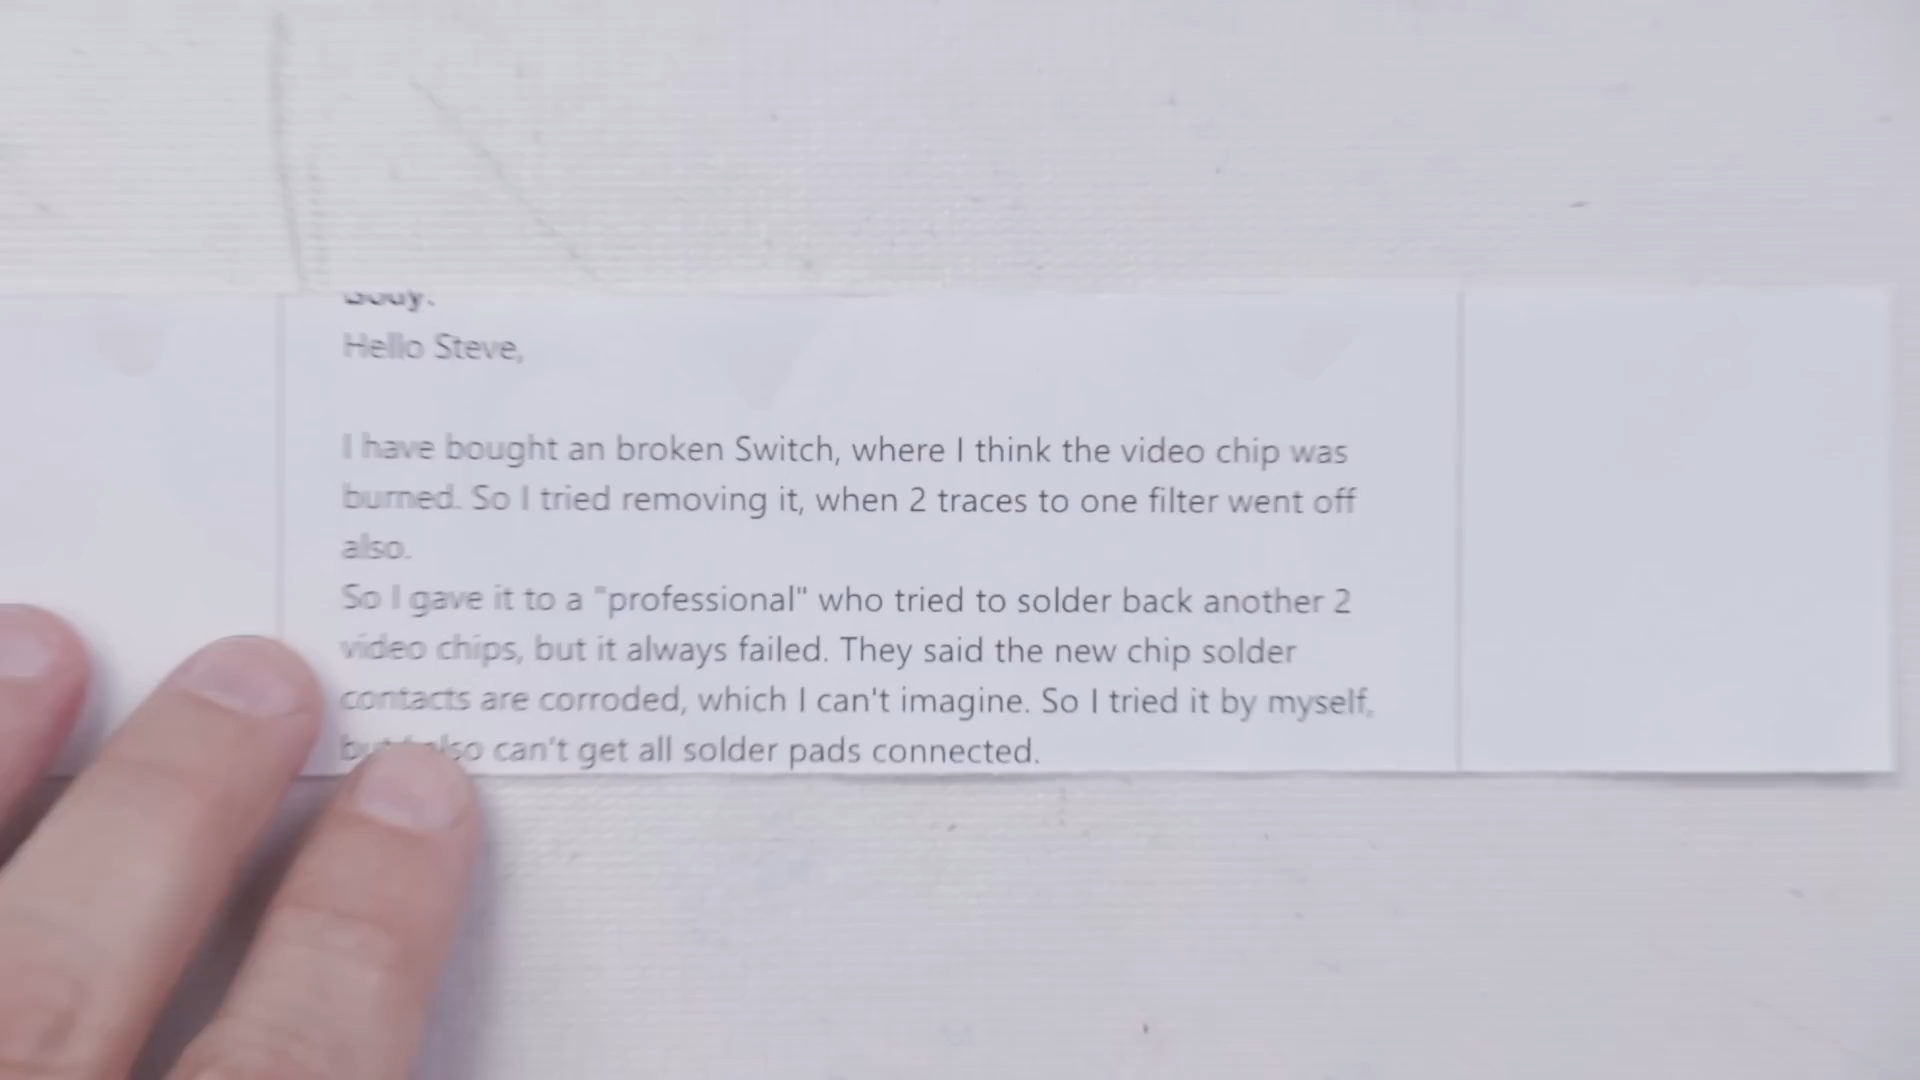 Body:
Hello Steve,
I have bought an broken Switch, where I think the video chip was
burned. So I tried removing it, when 2 traces to one filter went off
also.
So I gave it to a "professional" who tried to solder back another 2
video chips, but it always failed. They said the new chip solder
contacts are corroded, which I can't imagine. So I tried it by myself,
but I also can't get all solder pads connected.